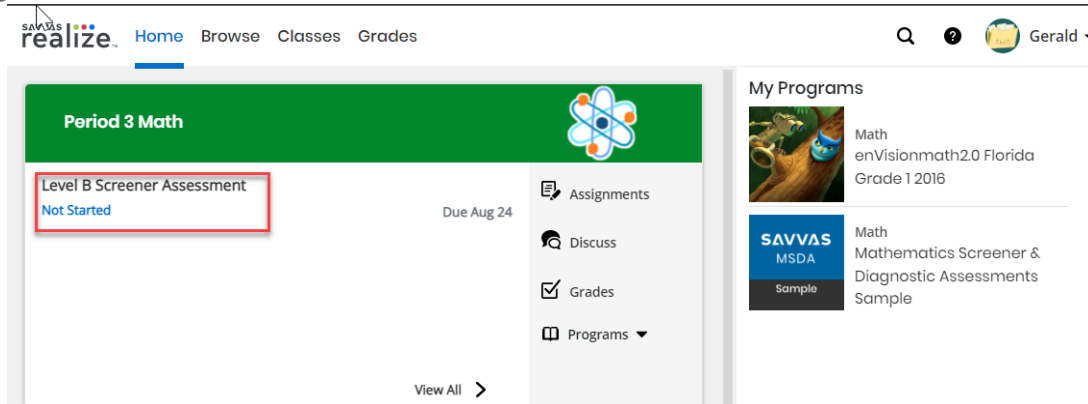 savvas
realize™ Home Browse Classes Grades Gerald
Period 3 Math
Level B Screener Assessment
Not Started
Due Aug 24
Assignments
Discuss
Grades
Programs
View All
My Programs
Math
enVisionmath2.0 Florida
Grade 1 2016
SAVVAS
MSDA
Sample
Math
Mathematics Screener &
Diagnostic Assessments
Sample